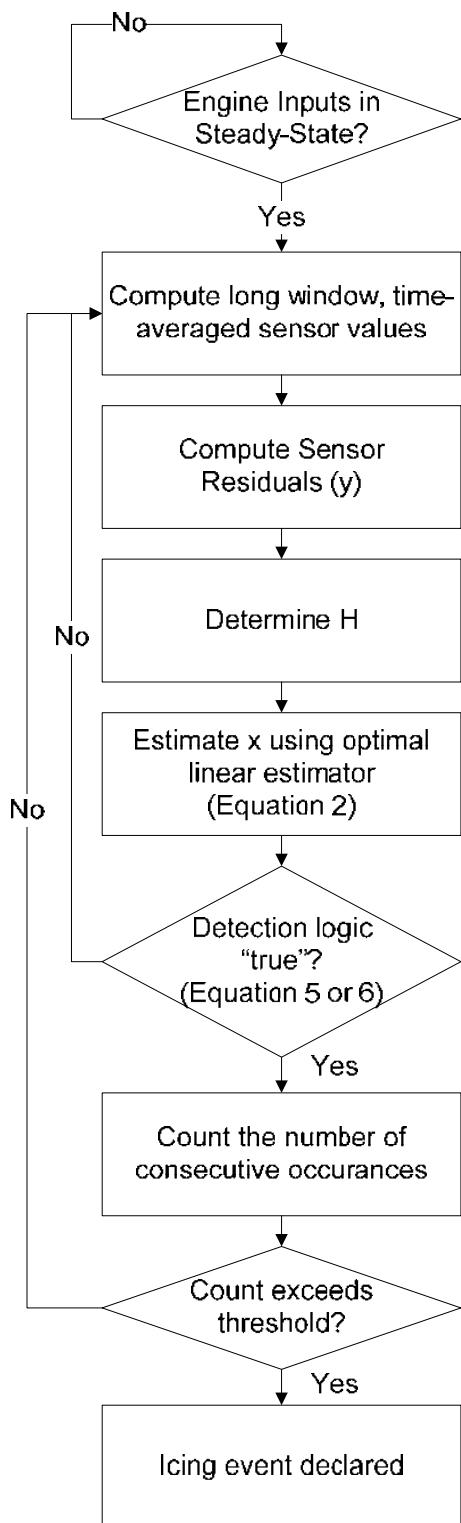 No
Engine Inputs in
Steady-State?
Yes
Compute long window, time-
averaged sensor values
Compute Sensor
Residuals (y)
Determine H
No
Estimate x using optimal
linear estimator
(Equation 2)
No
Detection logic
“true”?
(Equation 5 or 6)
Yes
Count the number of
consecutive occurances
Count exceeds
threshold?
Yes
Icing event declared